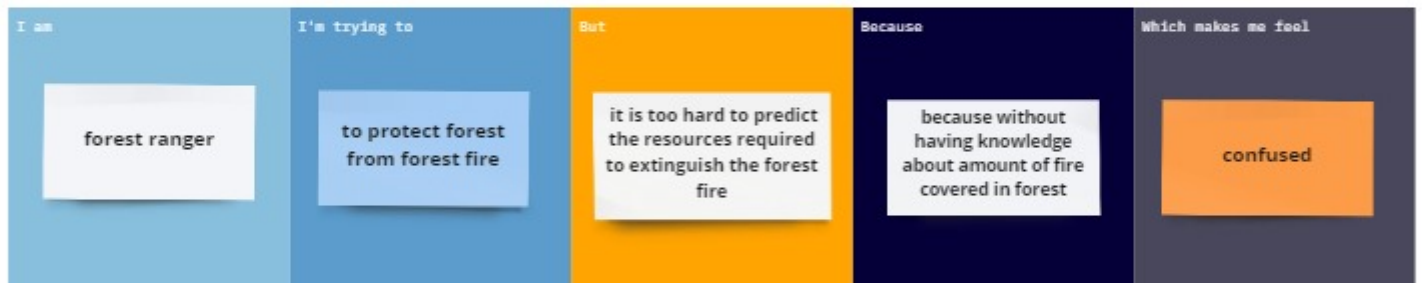 I am
forest ranger
I'm trying to
to protect forest
from forest fire
But
it is too hard to predict
the resources required
to extinguish the forest
fire
Because
because without
having knowledge
about amount of fire
covered in forest
Which makes me feel
confused